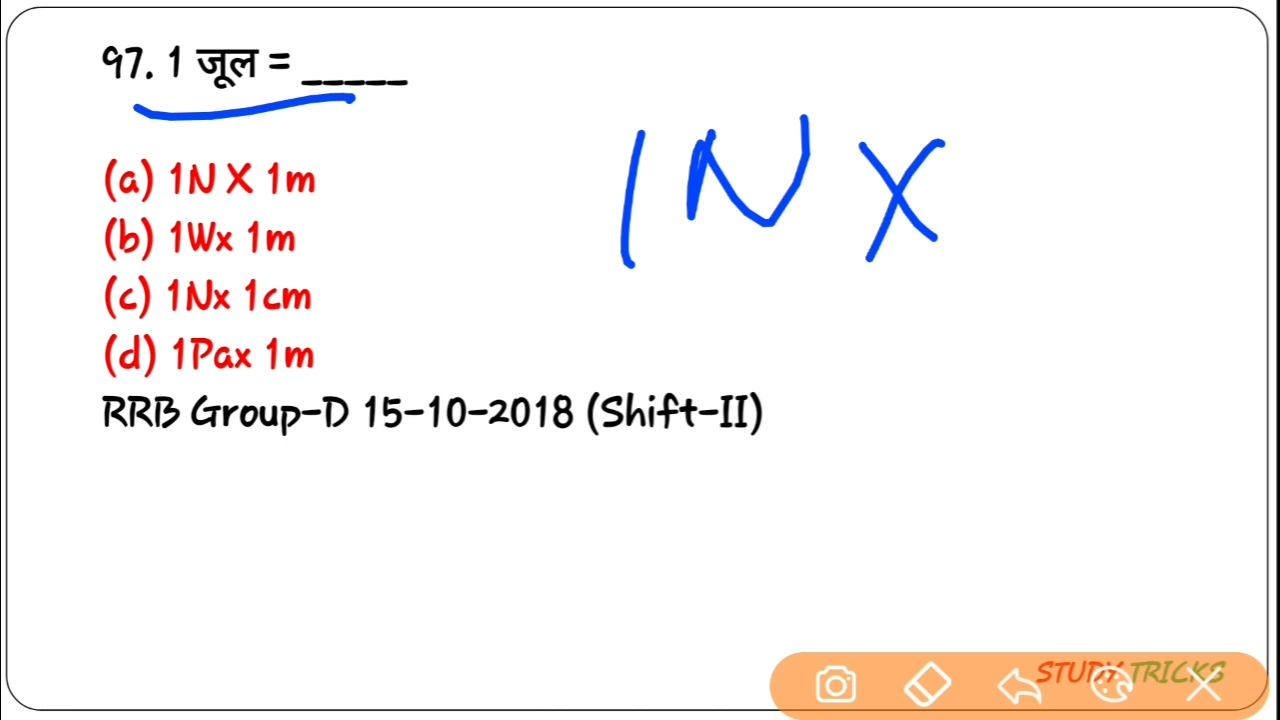 97. 1 जूल = _____
1N X
(a) 1N X 1m
(b) 1Wx 1m
(c) 1Nx 1cm
(d) 1Pax 1m
RRB Group-D 15-10-2018 (Shift-II)
STUDY TRICKS